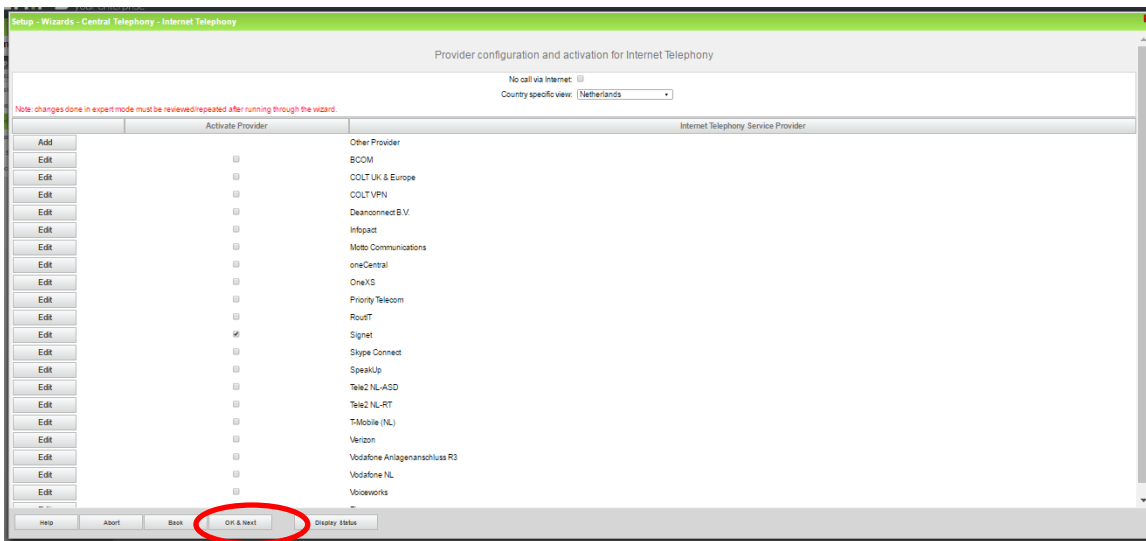 your enterprise.
Setup - Wizards - Central Telephony - Internet Telephony
Provider configuration and activation for Internet Telephony
No call via Internet:
Country specific view: Netherlands
Note: changes done in expert mode must be reviewed/repeated after running through the wizard.
Activate Provider Internet Telephony Service Provider
Add Other Provider
Edit BCOM
Edit COLT UK & Europe
Edit COLT VPN
Edit Deanconnect B.V.
Edit Infopact
Edit Motto Communications
Edit oneCentral
Edit OneXS
Edit Priority Telecom
Edit RoutIT
Edit Signet
Edit Skype Connect
Edit SpeakUp
Edit Tele2 NL-ASD
Edit Tele2 NL-RT
Edit T-Mobile (NL)
Edit Verizon
Edit Vodafone Anlagenanschluss R3
Edit Vodafone NL
Edit Voiceworks
Help Abort Back OK & Next Display Status